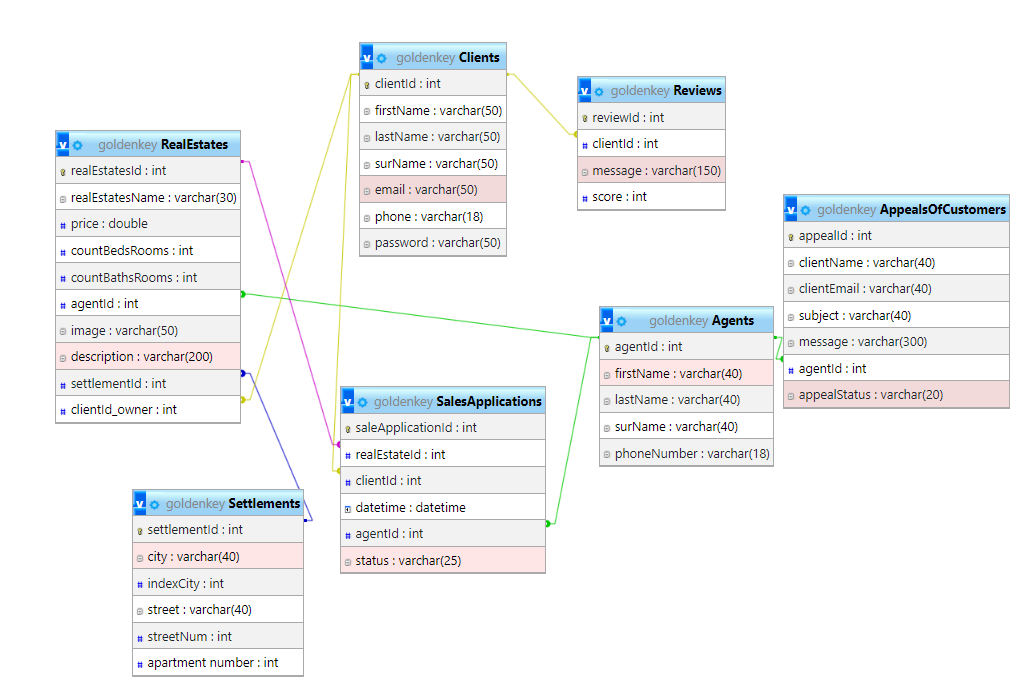 goldenkey Clients
clientId : int
firstName : varchar(50)
lastName : varchar(50)
surName : varchar(50)
email : varchar(50)
phone : varchar(18)
password : varchar(50)
goldenkey Reviews
reviewId : int
clientId : int
message : varchar(150)
score : int
goldenkey RealEstates
realEstatesId : int
realEstatesName : varchar(30)
price : double
countBedsRooms : int
countBathsRooms : int
agentId : int
image : varchar(50)
description : varchar(200)
settlementId : int
clientId_owner : int
goldenkey AppealsOfCustomers
appealId : int
clientName : varchar(40)
clientEmail : varchar(40)
subject : varchar(40)
message : varchar(300)
agentId : int
appealStatus : varchar(20)
goldenkey Agents
agentId : int
firstName : varchar(40)
lastName : varchar(40)
surName : varchar(40)
phoneNumber : varchar(18)
goldenkey SalesApplications
saleApplicationId : int
realEstateId : int
clientId : int
datetime : datetime
agentId : int
status : varchar(25)
goldenkey Settlements
settlementId : int
city : varchar(40)
indexCity : int
street : varchar(40)
streetNum : int
apartment number : int